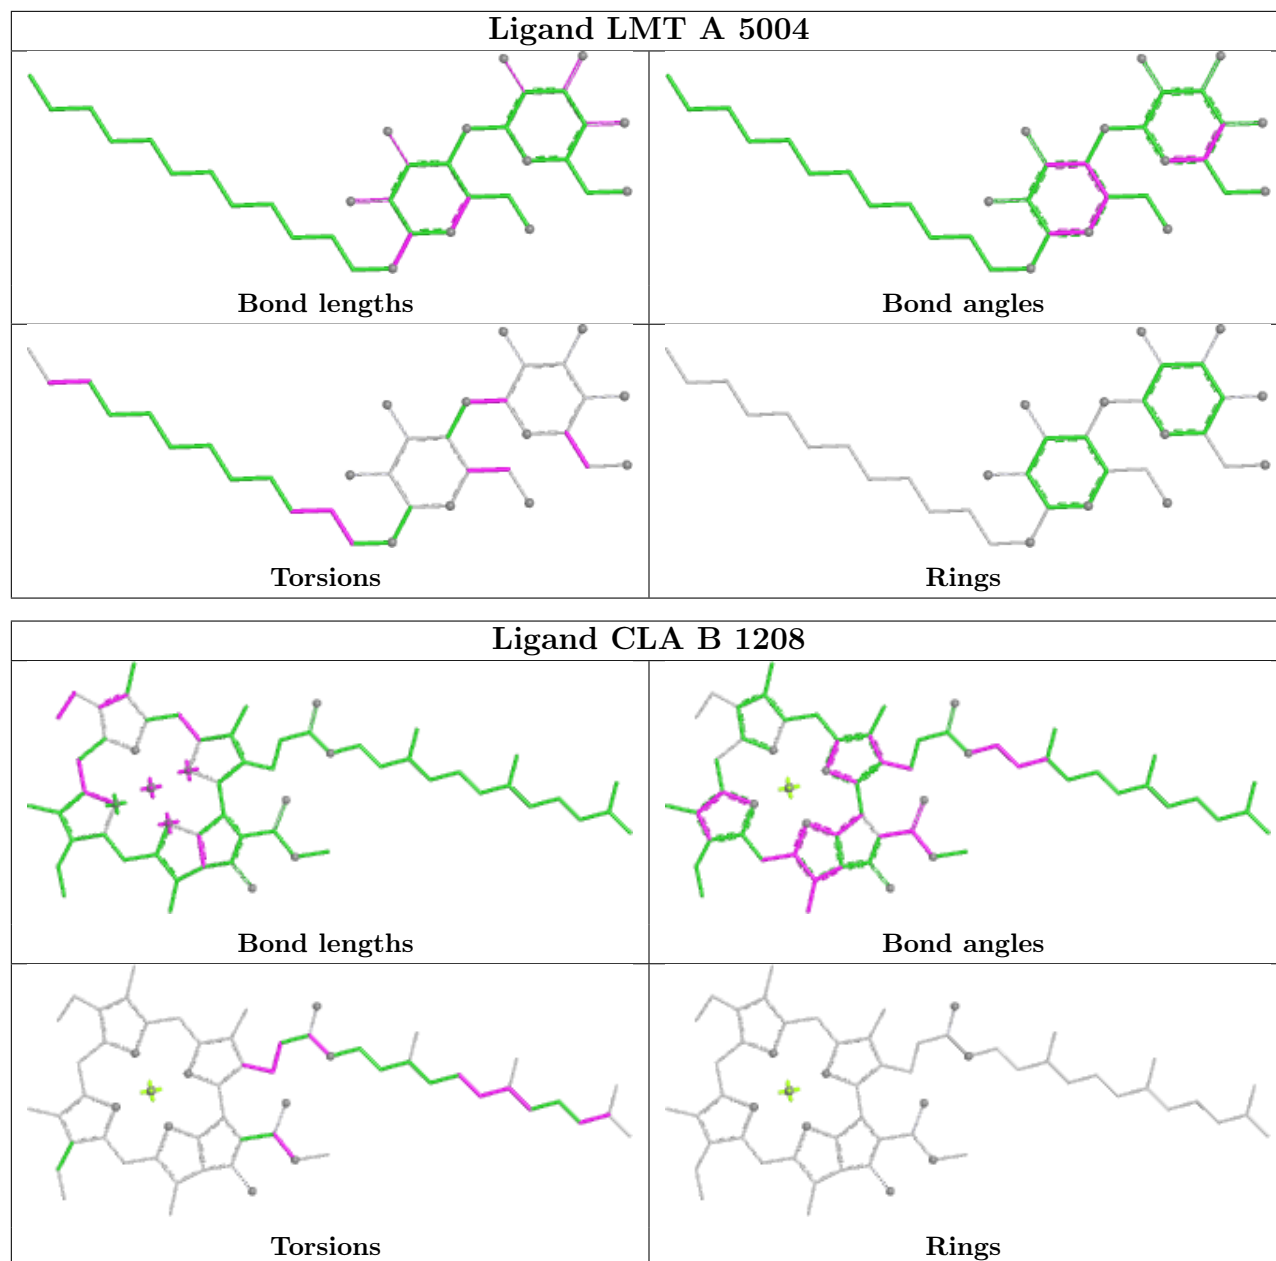 Ligand LMT A 5004
Bond lengths
Bond angles
Torsions
Rings
Ligand CLA B 1208
Bond lengths
Bond angles
Torsions
Rings